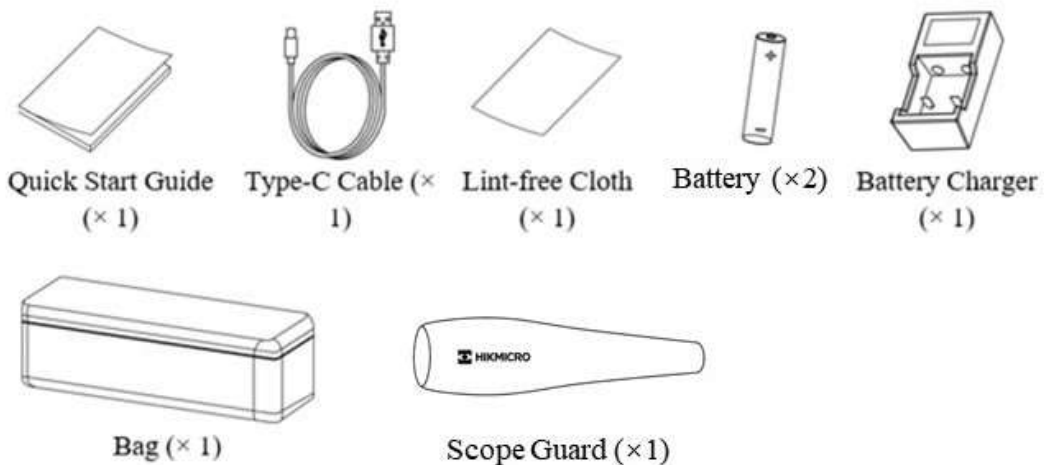 Quick Start Guide
(× 1)
Type-C Cable (×
1)
Lint-free Cloth
(× 1)
Battery (×2)
Battery Charger
(× 1)
HIKMICRO
Bag (× 1)
Scope Guard (×1)